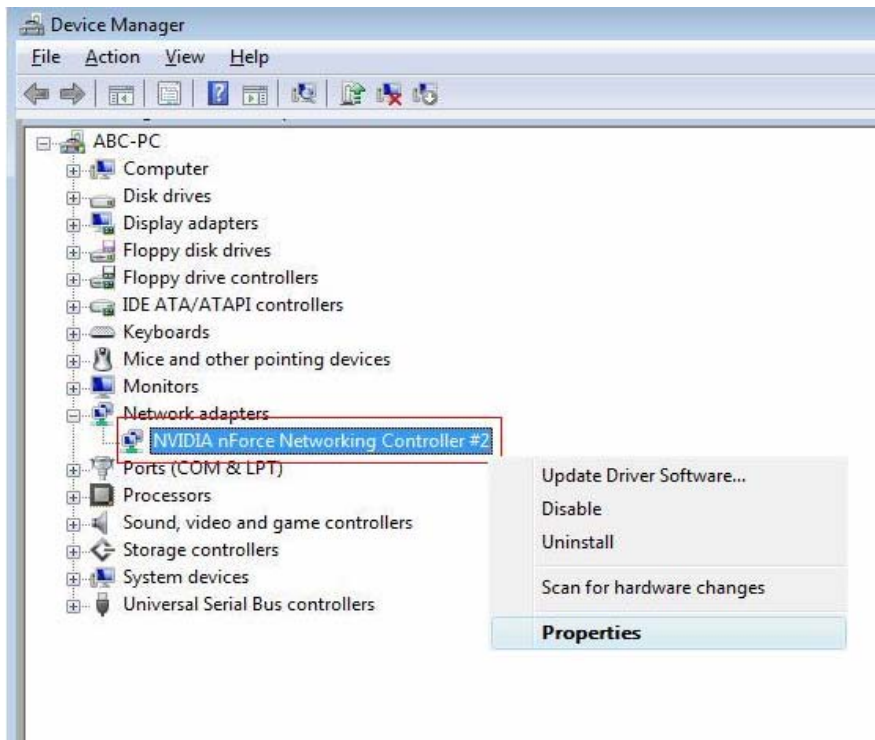 Device Manager
File Action View Help
ABC-PC
Computer
Disk drives
Display adapters
Floppy disk drives
Floppy drive controllers
IDE ATA/ATAPI controllers
Keyboards
Mice and other pointing devices
Monitors
Network adapters
NVIDIA nForce Networking Controller #2
Ports (COM & LPT)
Processors
Sound, video and game controllers
Storage controllers
System devices
Universal Serial Bus controllers
Update Driver Software...
Disable
Uninstall
Scan for hardware changes
Properties